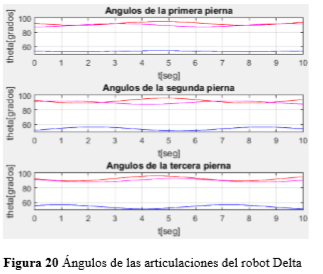 Angulos de la primera pierna
theta[grados]
100
80
60
0 1 2 3 4 5 6 7 8 9 10
t[seg]
Angulos de la segunda pierna
theta[grados]
100
80
60
0 1 2 3 4 5 6 7 8 9 10
t[seg]
Angulos de la tercera pierna
theta[grados]
100
80
60
0 1 2 3 4 5 6 7 8 9 10
t[seg]
Figura 20 Ángulos de las articulaciones del robot Delta